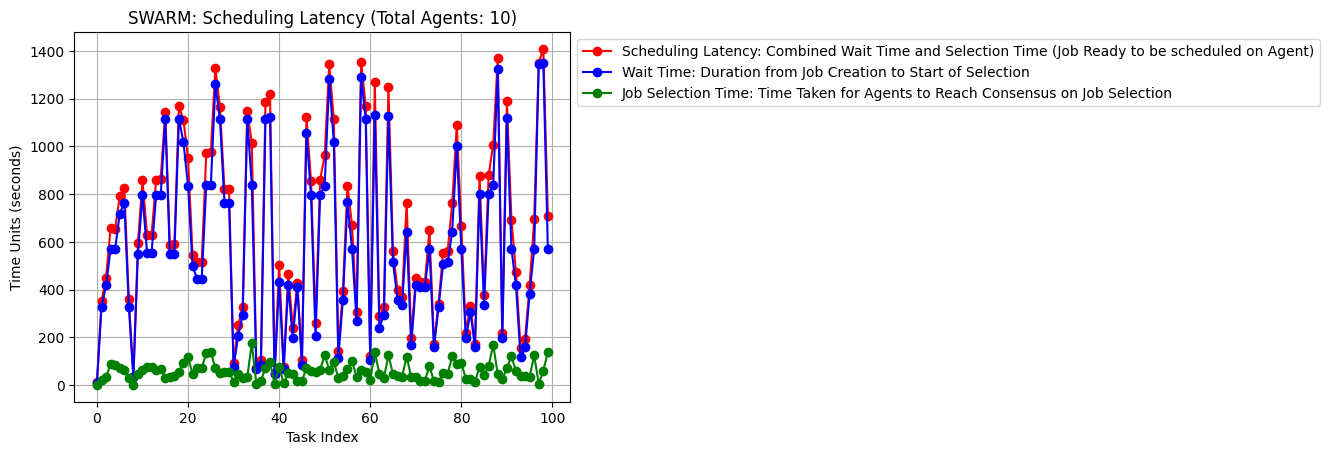 SWARM: Scheduling Latency (Total Agents: 10)
Scheduling Latency: Combined Wait Time and Selection Time (Job Ready to be scheduled on Agent)
Wait Time: Duration from Job Creation to Start of Selection
Job Selection Time: Time Taken for Agents to Reach Consensus on Job Selection
Time Units (seconds)
1400
1200
1000
800
600
400
200
0
0 20 40 60 80 100
Task Index